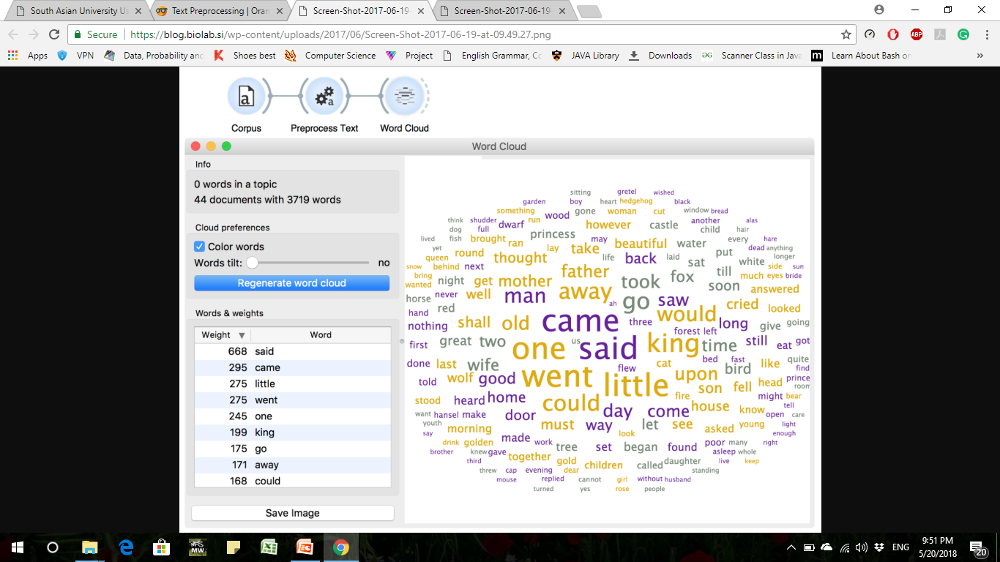 South Asian University Us
Text Preprocessing | Oran
Screen-Shot-2017-06-19-
Screen-Shot-2017-06-19-
Secure
https://blog.biolab.si/wp-content/uploads/2017/06/Screen-Shot-2017-06-19-at-09.49.27.png
ABP
Apps
VPN
Data, Probability and
Shoes best
Computer Science
Project
English Grammar, Co
JAVA Library
Downloads
Scanner Class in Java
m
Learn About Bash or
»
a
a
Corpus
Preprocess Text
Word Cloud
Word Cloud
Info
0 words in a topic
44 documents with 3719 words
Cloud preferences
Color words
Words tilt: no
Regenerate word cloud
Words & weights
Weight Word
668 said
295 came
275 little
275 went
245 one
199 king
175 go
171 away
168 could
Save Image
sitting gretel wished
garden boy heart hedgehog black
something wood gone woman cut window bread
think shudder run dwarf however castle another alas
dog full princess child hair
lived fish brought ran may beautiful water every hare
yet round lay take put dead anything
queen thought life back laid sat white longer
snow behind next father till side sun
bring night get mother took fox much eyes bride
wanted never well man away soon answered
horse red ah go saw cried looked
hand shall old came three would long give going
nothing forest left
first great two one us said king time still eat got
done last wife cat bed fast like quite
told wolf good went flew upon bird find
little son fell head prince
stood heard home could fire might bear room
want hansel make door day come house know open tell care
youth morning must way let see asked young light
say look enough
drink golden made work tree set began found poor many right
brother knew gave together asleep whole
third gold children called daughter live keep
threw cap evening dear standing
mouse replied cannot girl without husband
turned yes rose people
ENG
9:51 PM
5/20/2018
20
MW